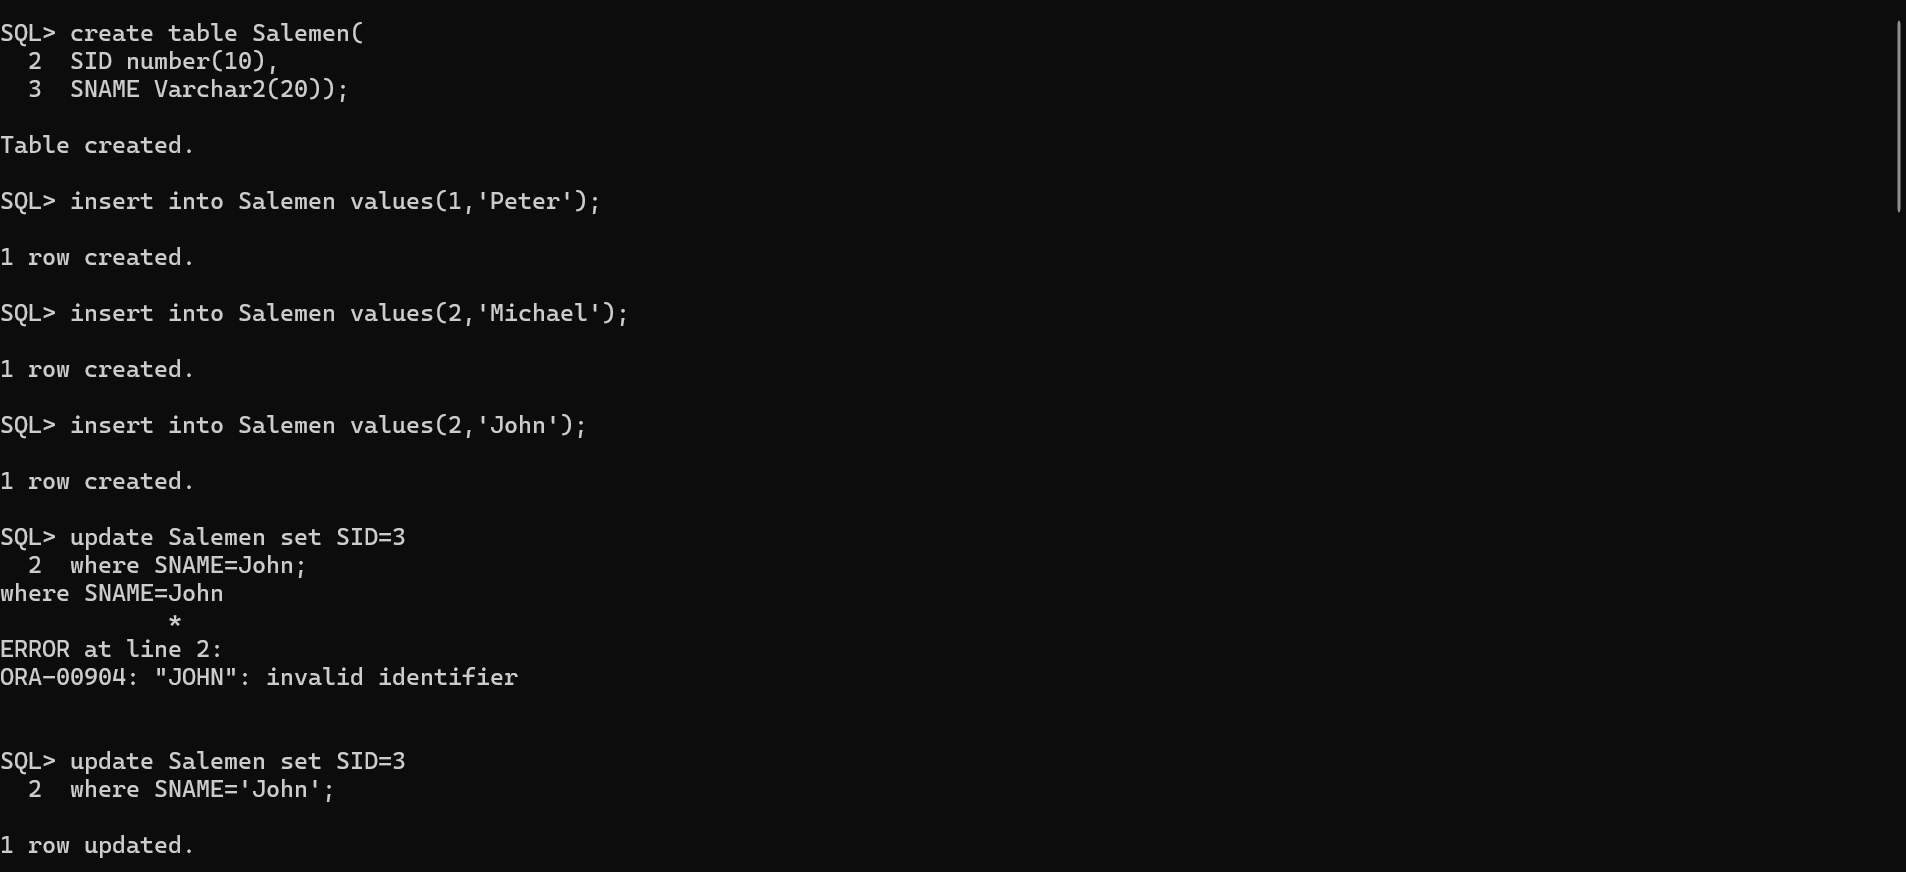 SQL> create table Salemen(
  2  SID number(10),
  3  SNAME Varchar2(20));
Table created.
SQL> insert into Salemen values(1,'Peter');
1 row created.
SQL> insert into Salemen values(2,'Michael');
1 row created.
SQL> insert into Salemen values(2,'John');
1 row created.
SQL> update Salemen set SID=3
  2  where SNAME=John;
where SNAME=John
            *
ERROR at line 2:
ORA-00904: "JOHN": invalid identifier
SQL> update Salemen set SID=3
  2  where SNAME='John';
1 row updated.